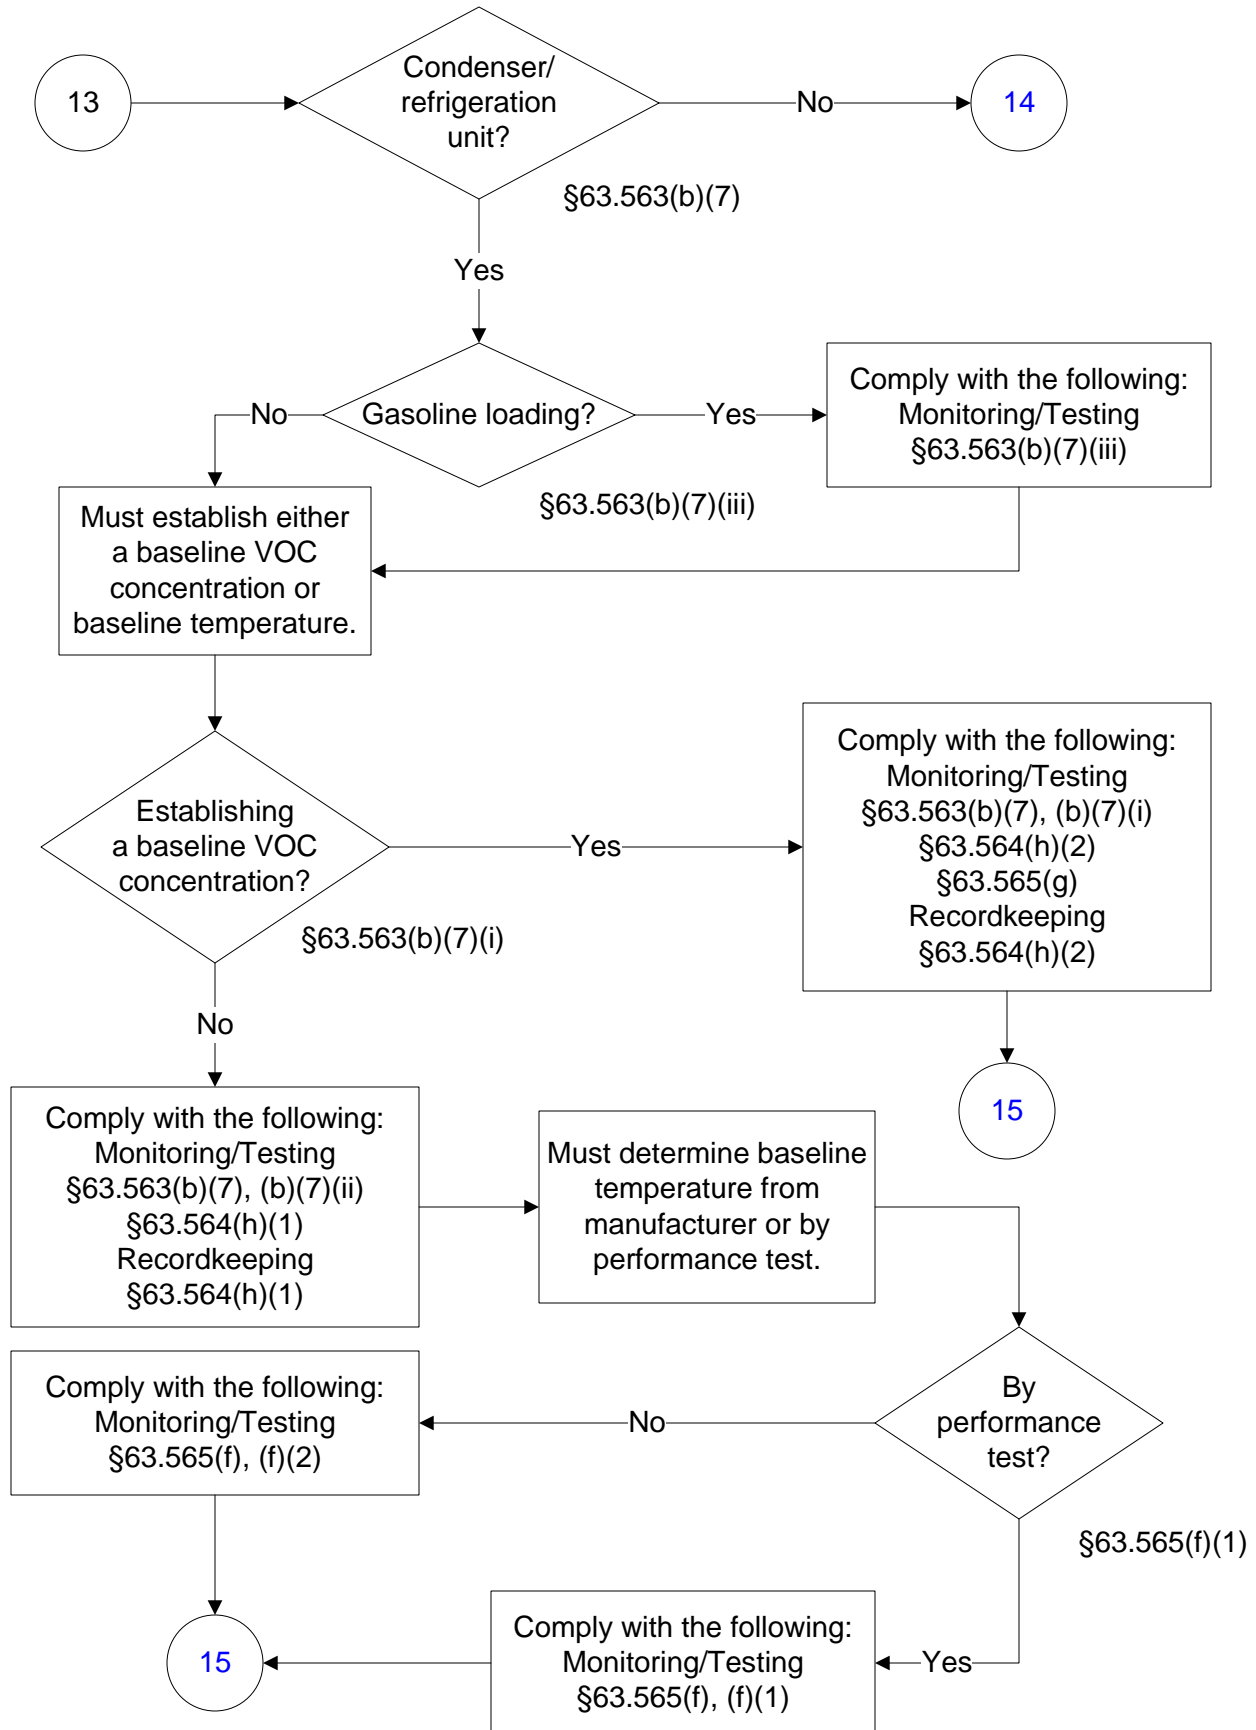 13
Condenser/
refrigeration
unit?
No
14
§63.563(b)(7)
Yes
Gasoline loading?
No
Yes
Comply with the following:
Monitoring/Testing
§63.563(b)(7)(iii)
§63.563(b)(7)(iii)
Must establish either
a baseline VOC
concentration or
baseline temperature.
Establishing
a baseline VOC
concentration?
Yes
Comply with the following:
Monitoring/Testing
§63.563(b)(7), (b)(7)(i)
§63.564(h)(2)
§63.565(g)
Recordkeeping
§63.564(h)(2)
§63.563(b)(7)(i)
No
15
Comply with the following:
Monitoring/Testing
§63.563(b)(7), (b)(7)(ii)
§63.564(h)(1)
Recordkeeping
§63.564(h)(1)
Must determine baseline
temperature from
manufacturer or by
performance test.
By
performance
test?
No
Comply with the following:
Monitoring/Testing
§63.565(f), (f)(2)
§63.565(f)(1)
Yes
Comply with the following:
Monitoring/Testing
§63.565(f), (f)(1)
15